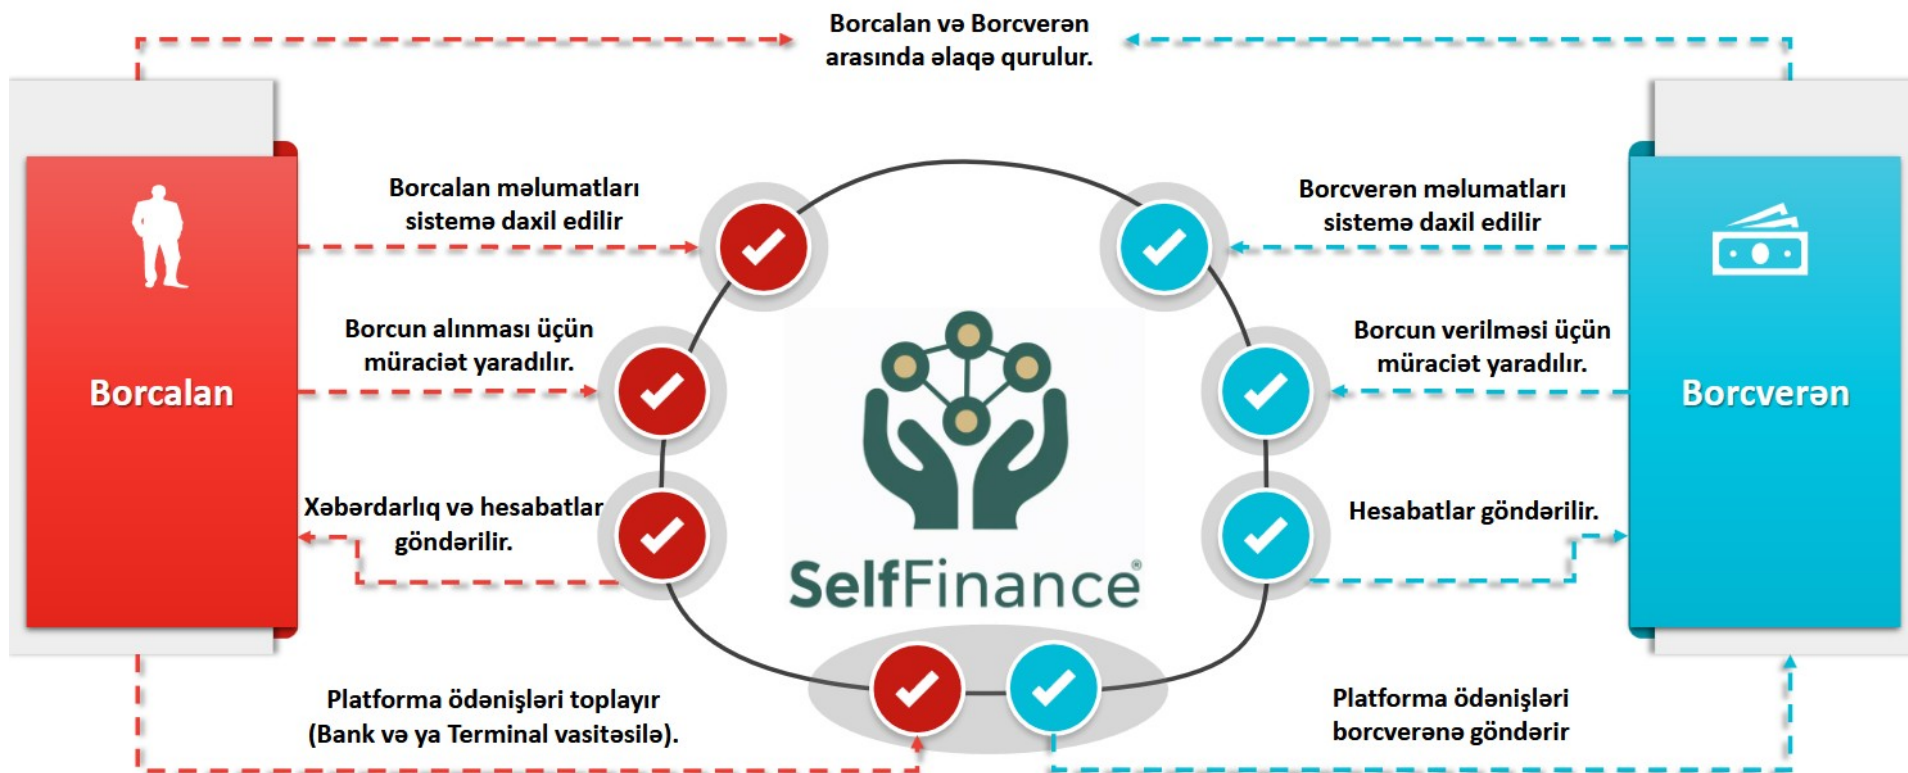 Borcalan və Borcverən
arasında əlaqə qurulur.
Borcalan məlumatları
sistemə daxil edilir
Borcverən məlumatları
sistemə daxil edilir
Borcun alınması üçün
müraciət yaradılır.
Borcun verilməsi üçün
müraciət yaradılır.
Borcalan
Borcverən
Xəbərdarlıq və hesabatlar
göndərilir.
Hesabatlar göndərilir.
SelfFinance®
Platforma ödənişləri toplayır
(Bank və ya Terminal vasitəsilə).
Platforma ödənişləri
borcverənə göndərir